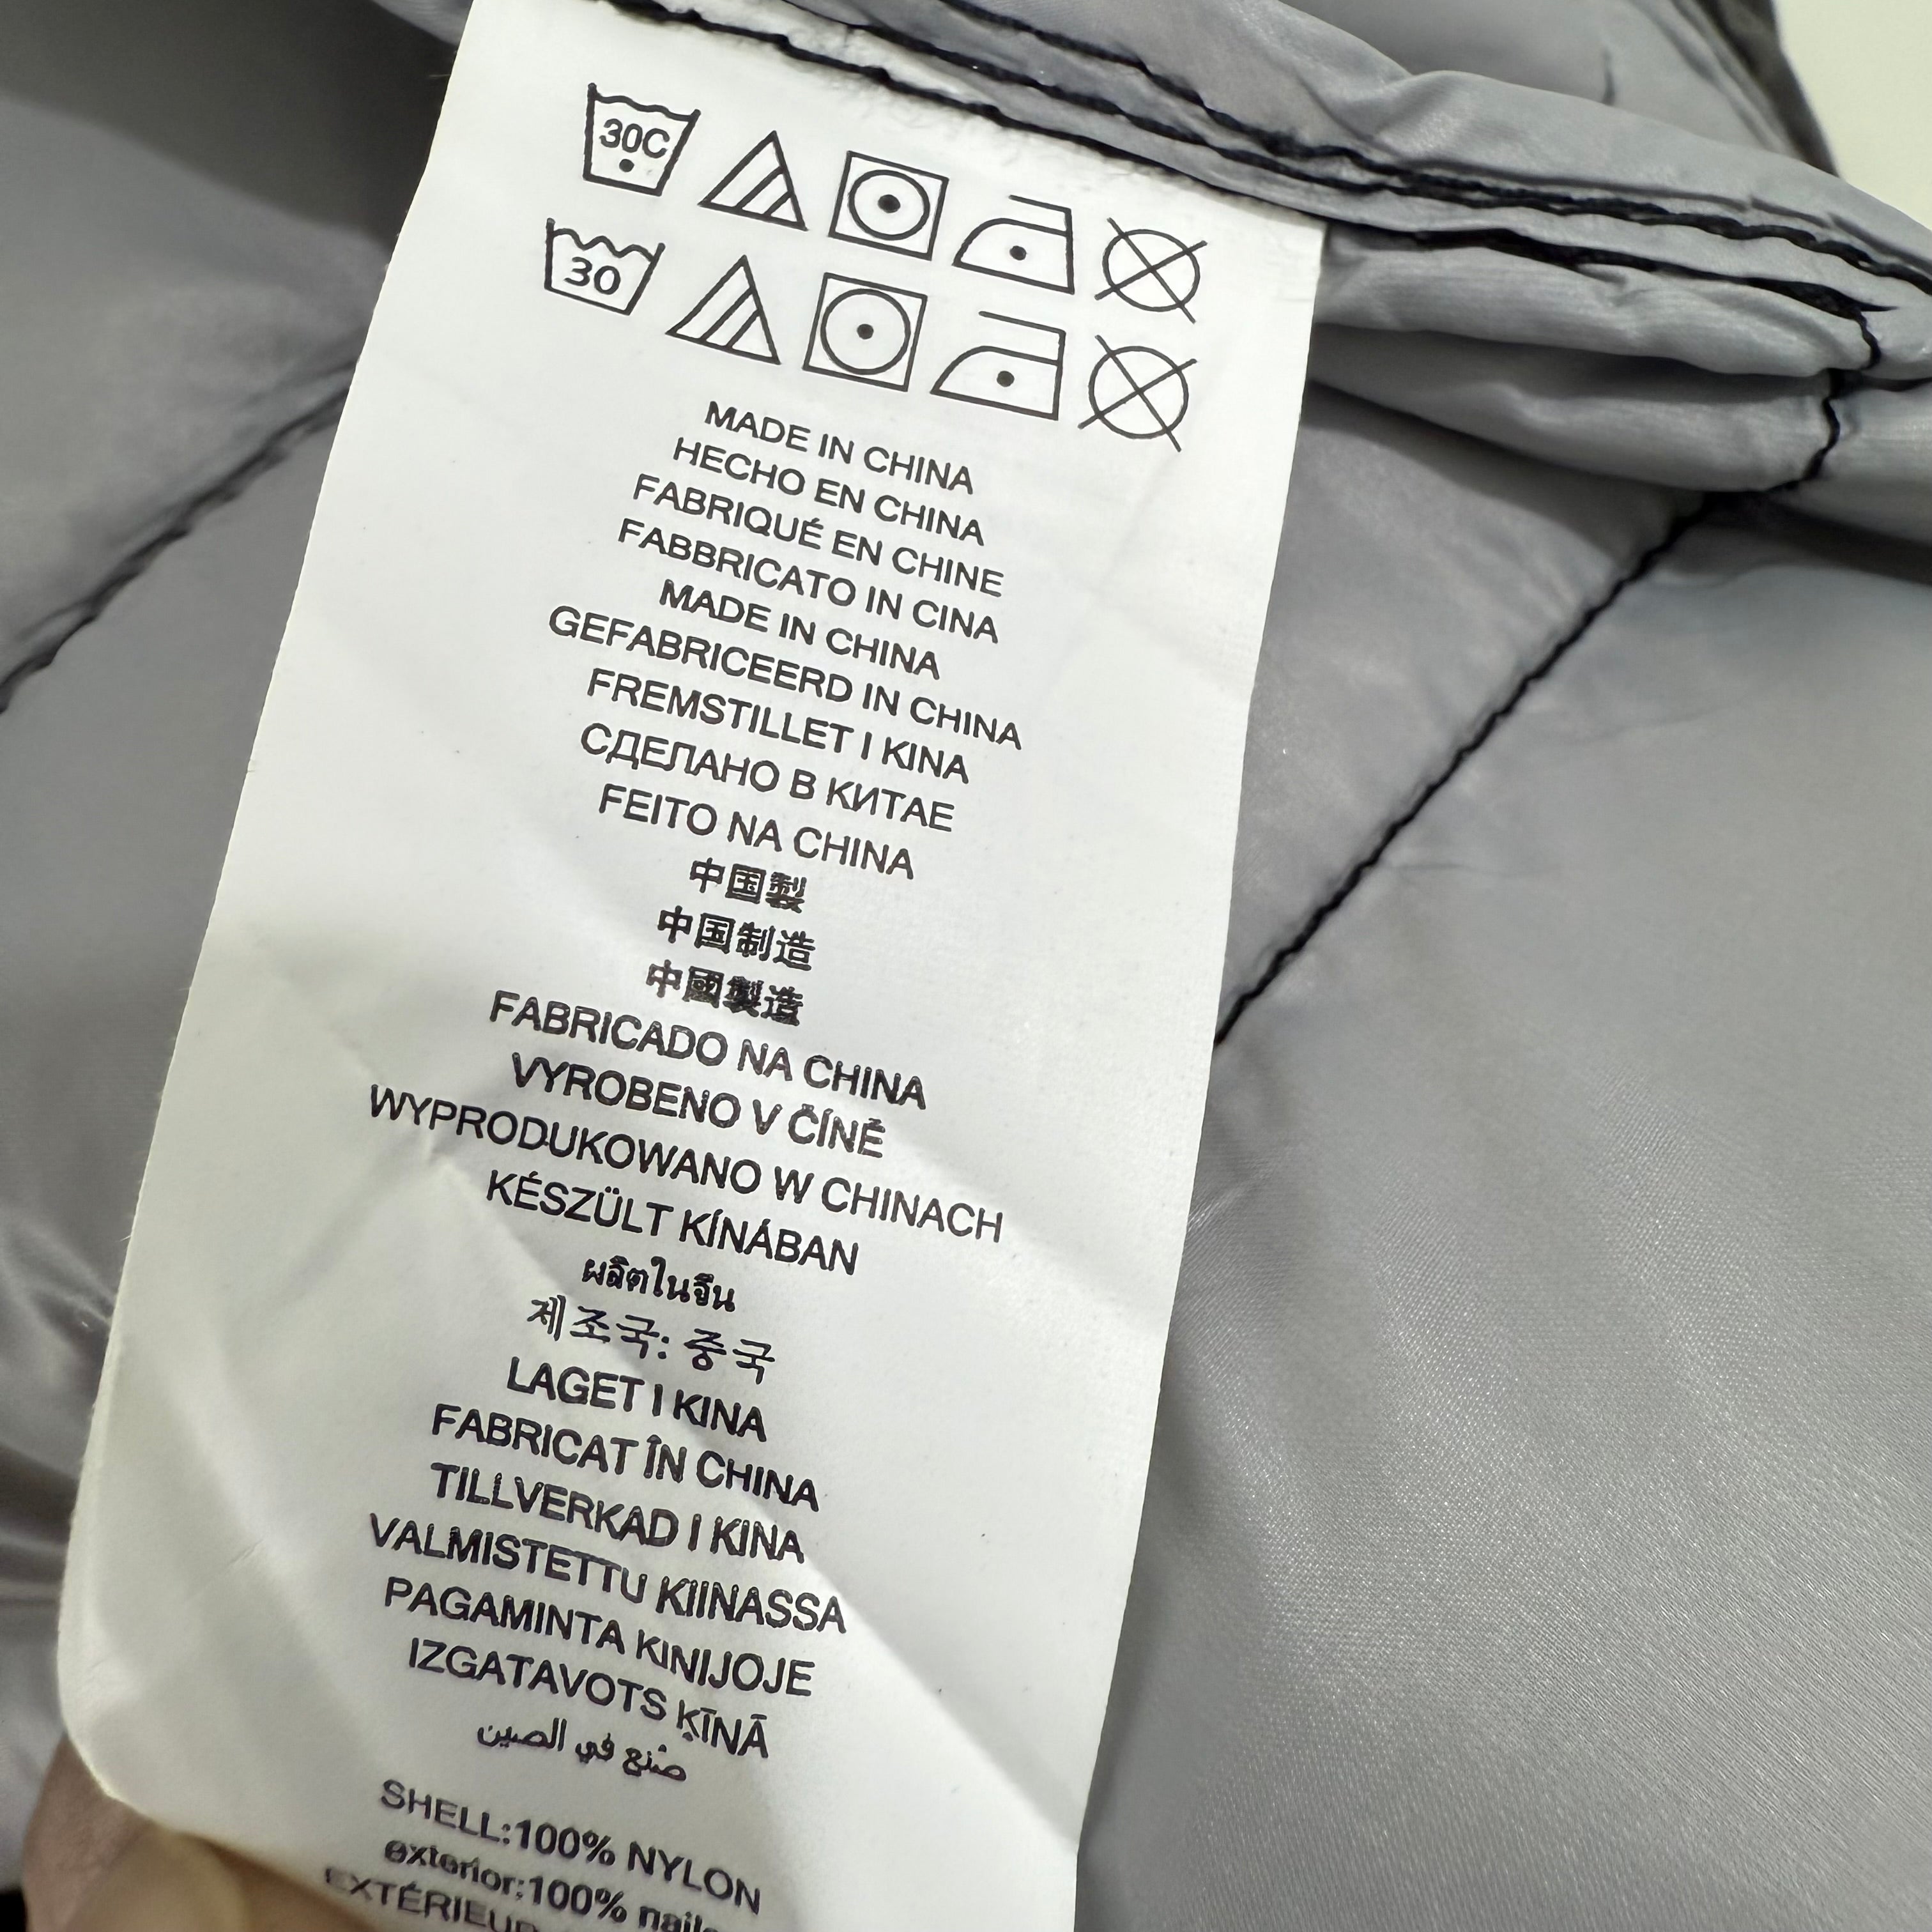 30C
30
MADE IN CHINA
HECHO EN CHINA
FABRIQUÉ EN CHINE
FABBRICATO IN CINA
MADE IN CHINA
GEFABRICEERD IN CHINA
FREMSTILLET I KINA
СДЕЛАНО В КИТАЕ
FEITO NA CHINA
中国製
中国制造
中國製造
FABRICADO NA CHINA
VYROBENO V ČÍNĚ
WYPRODUKOWANO W CHINACH
KÉSZÜLT KÍNÁBAN
ผลิตในจีน
제조국: 중국
LAGET I KINA
FABRICAT ÎN CHINA
TILLVERKAD I KINA
VALMISTETTU KIINASSA
PAGAMINTA KINIJOJE
IZGATAVOTS ĶĪNĀ
صُنع في الصين
SHELL:100% NYLON
exterior:100%